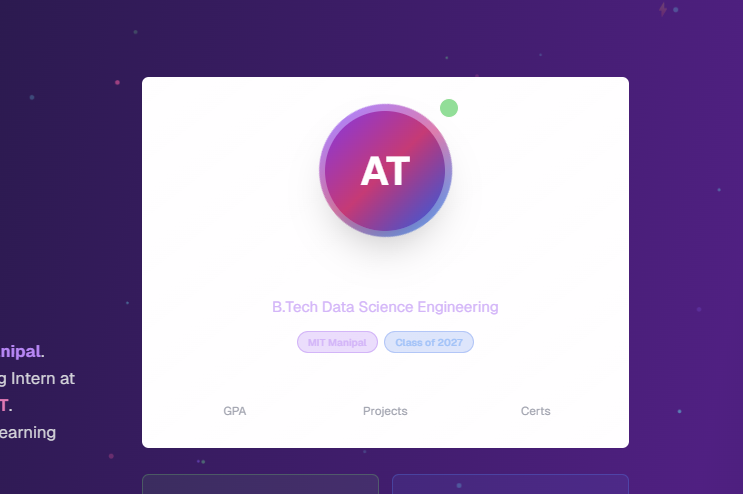 AT
B.Tech Data Science Engineering
MIT Manipal Class of 2027
GPA Projects Certs
nipal.
g Intern at
T.
earning